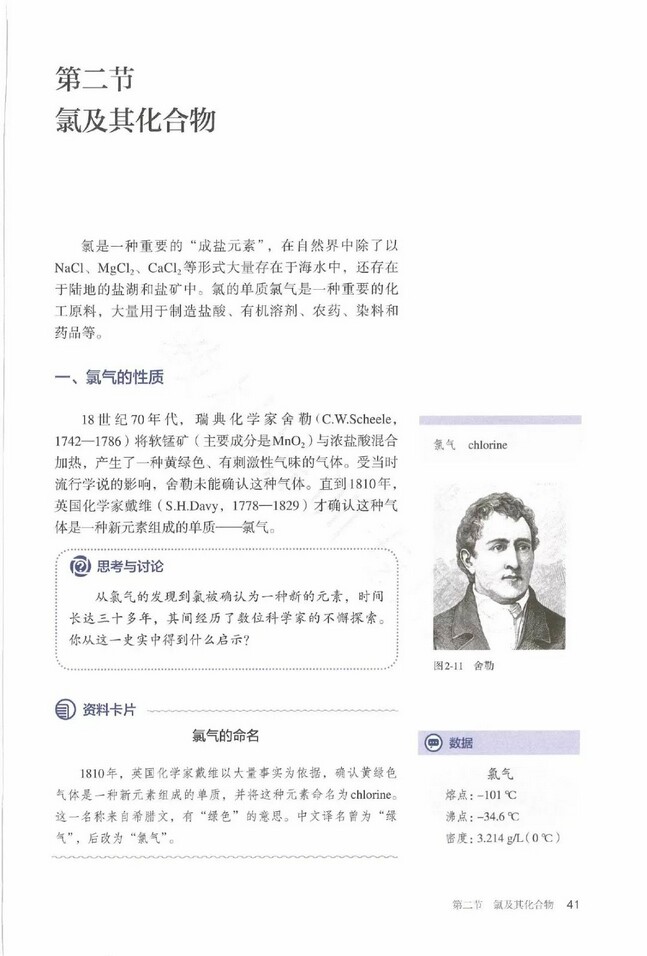 第二节
氯及其化合物
氯是一种重要的“成盐元素”，在自然界中除了以
NaCl、MgCl₂、CaCl₂等形式大量存在于海水中，还存在
于陆地的盐湖和盐矿中。氯的单质氯气是一种重要的化
工原料，大量用于制造盐酸、有机溶剂、农药、染料和
药品等。
一、氯气的性质
18世纪70年代，瑞典化学家舍勒（C.W.Scheele，
1742—1786）将软锰矿（主要成分是MnO₂）与浓盐酸混合
加热，产生了一种黄绿色、有刺激性气味的气体。受当时
流行学说的影响，舍勒未能确认这种气体。直到1810年，
英国化学家戴维（S.H.Davy，1778—1829）才确认这种气
体是一种新元素组成的单质——氯气。
氯气 chlorine
图2-11 舍勒
思考与讨论
从氯气的发现到氯被确认为一种新的元素，时间
长达三十多年，其间经历了数位科学家的不懈探索。
你从这一史实中得到什么启示？
资料卡片
氯气的命名
1810年，英国化学家戴维以大量事实为依据，确认黄绿色
气体是一种新元素组成的单质，并将这种元素命名为chlorine。
这一名称来自希腊文，有“绿色”的意思。中文译名曾为“绿
气”，后改为“氯气”。
数据
氯气
熔点：-101 ℃
沸点：-34.6 ℃
密度：3.214 g/L（0 ℃）
第二节 氯及其化合物 41